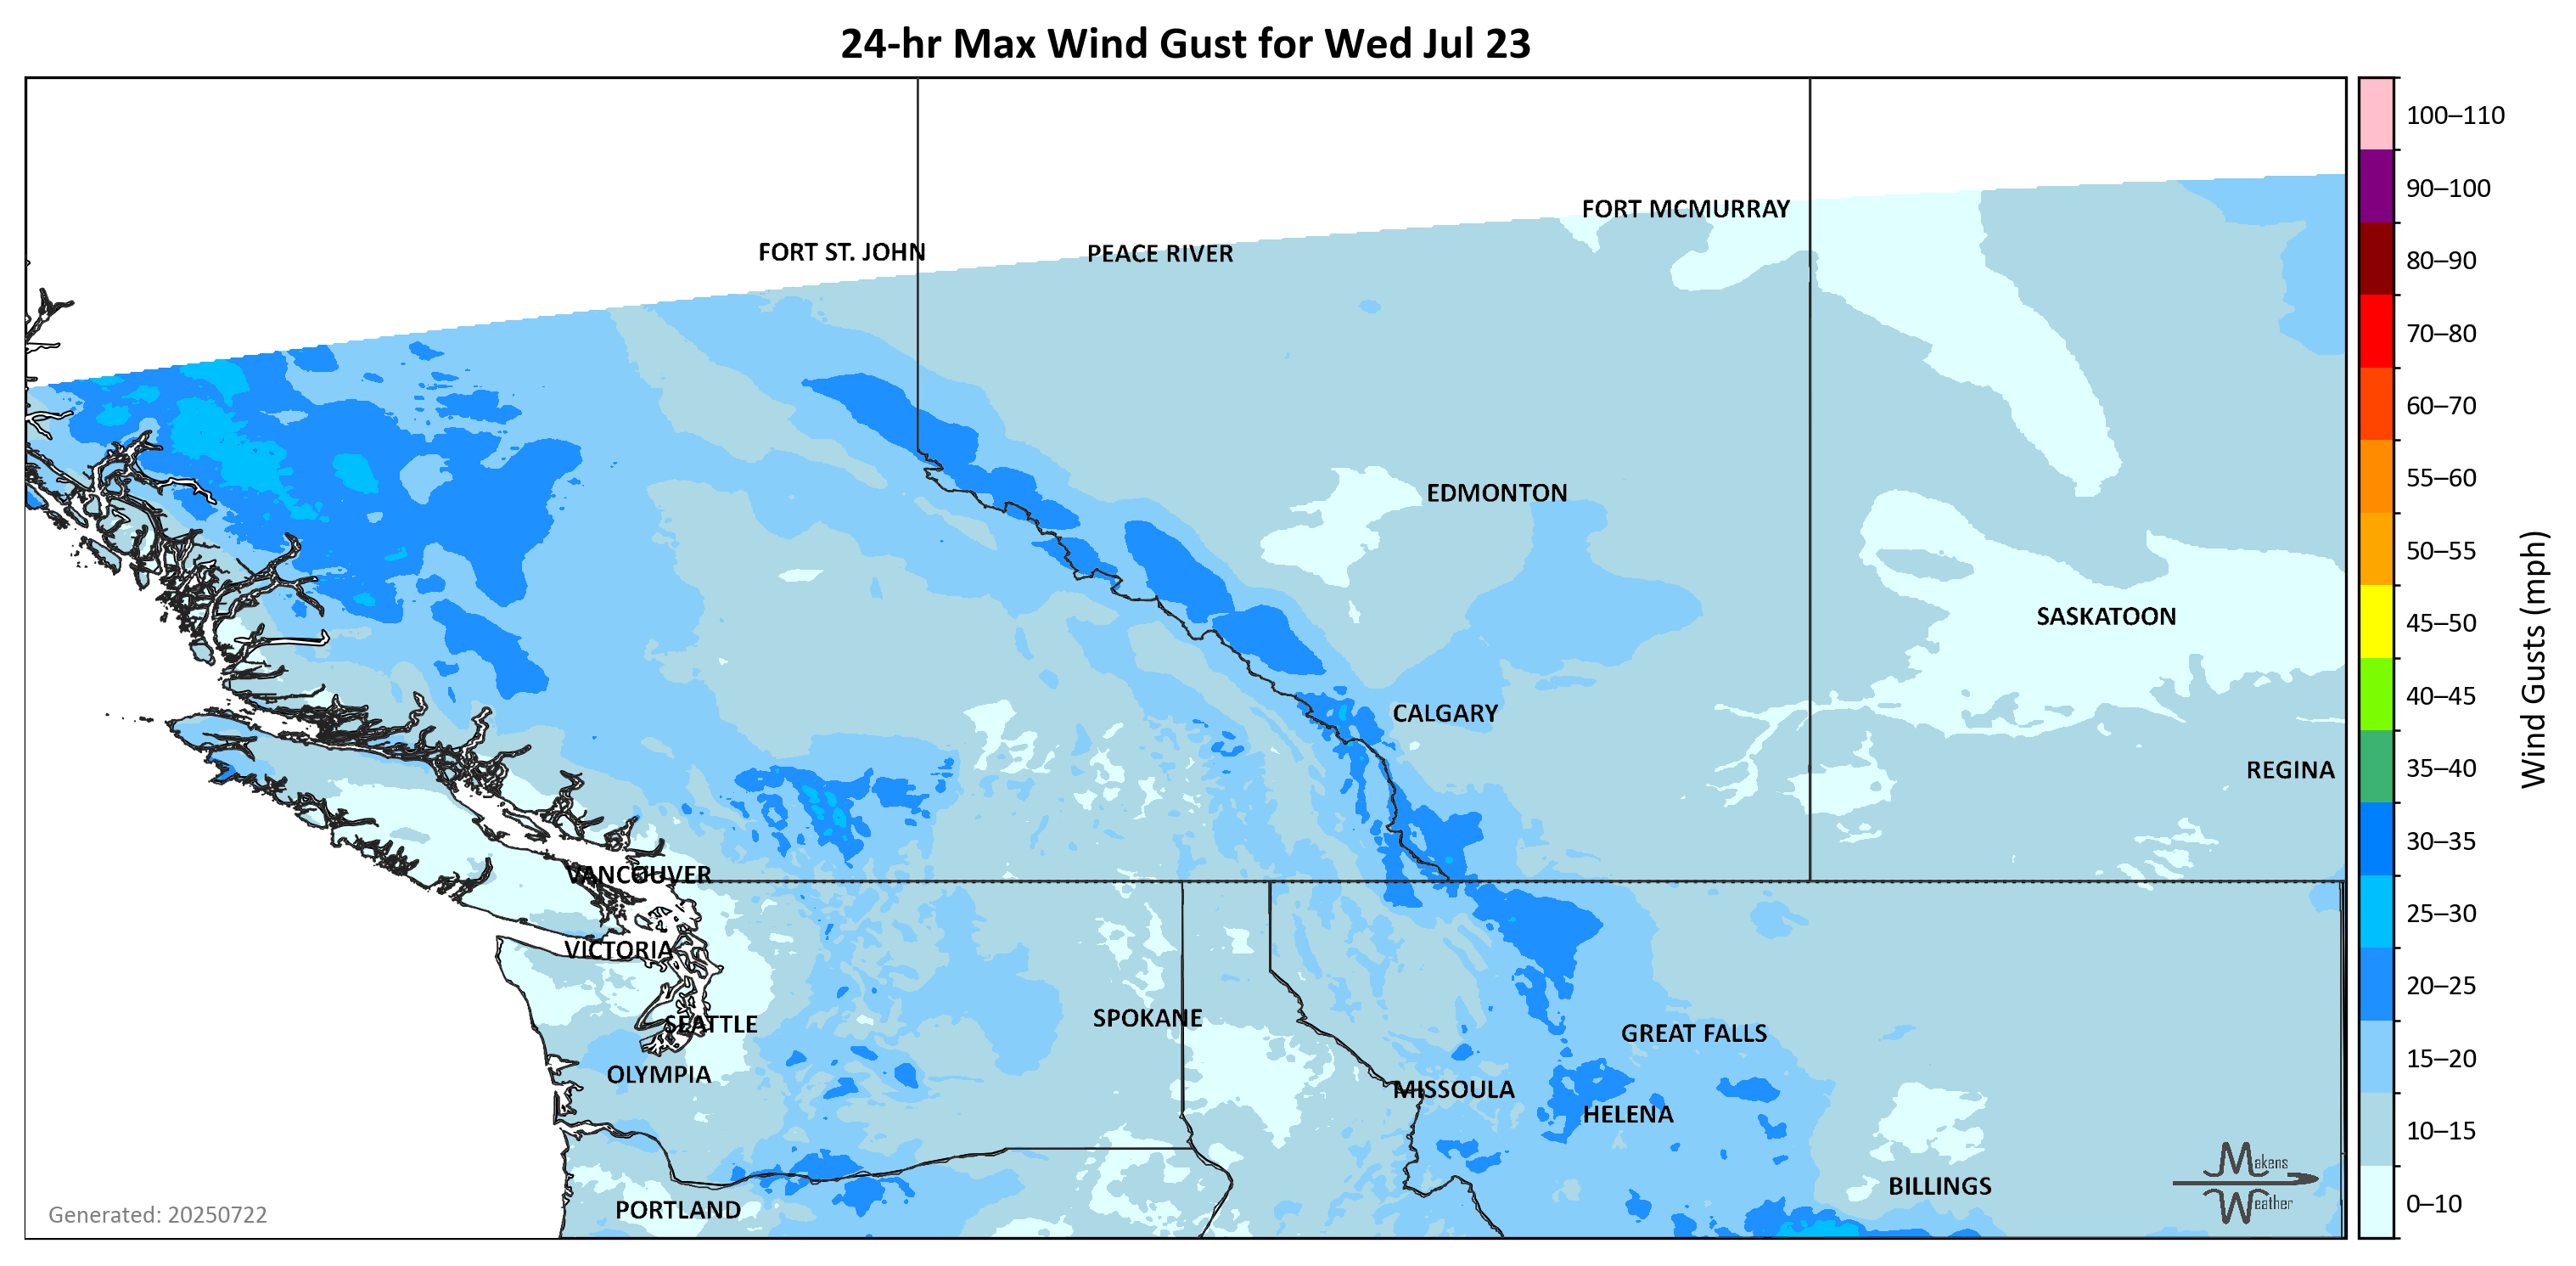 24-hr Max Wind Gust for Wed Jul 23
100–110
90–100
80–90
70–80
60–70
55–60
50–55
45–50
40–45
35–40
30–35
25–30
20–25
15–20
10–15
0–10
Wind Gusts (mph)
FORT MCMURRAY
FORT ST. JOHN
PEACE RIVER
EDMONTON
SASKATOON
CALGARY
REGINA
VANCOUVER
VICTORIA
SEATTLE
SPOKANE
GREAT FALLS
OLYMPIA
MISSOULA
HELENA
BILLINGS
PORTLAND
Makens
Weather
Generated: 20250722